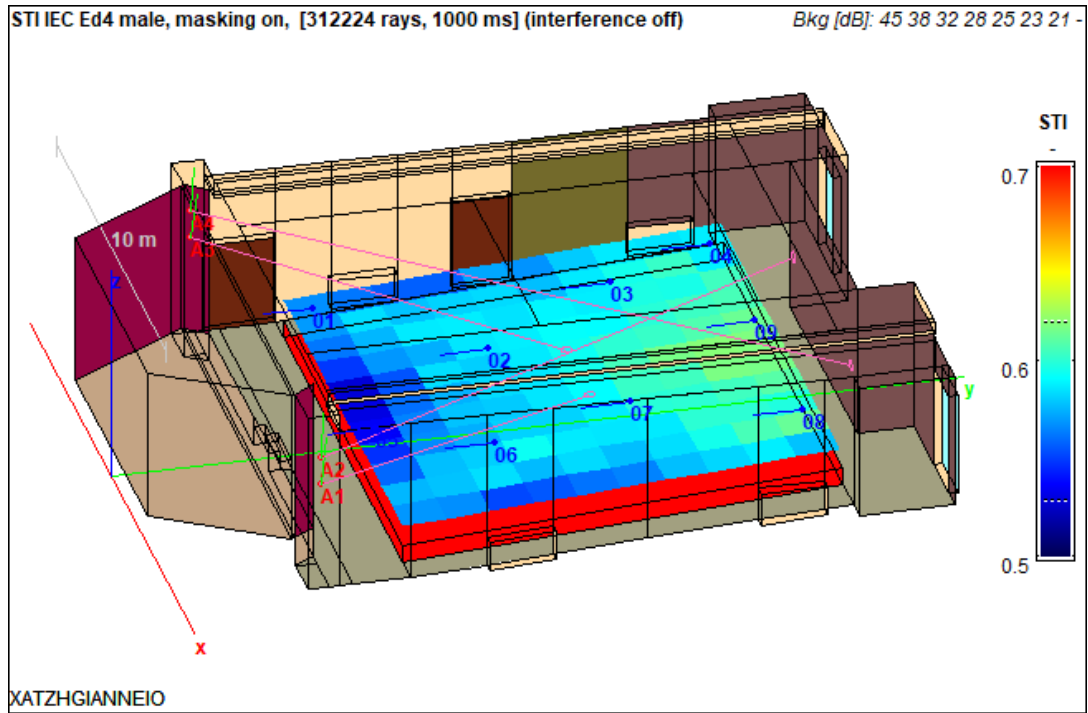 STI IEC Ed4 male, masking on, [312224 rays, 1000 ms] (interference off)
Bkg [dB]: 45 38 32 28 25 23 21 -
STI
-
0.7
0.6
0.5
10 m
A4
A3
A2
A1
z
y
x
01
02
03
04
06
07
08
09
XATZHGIANNEIO